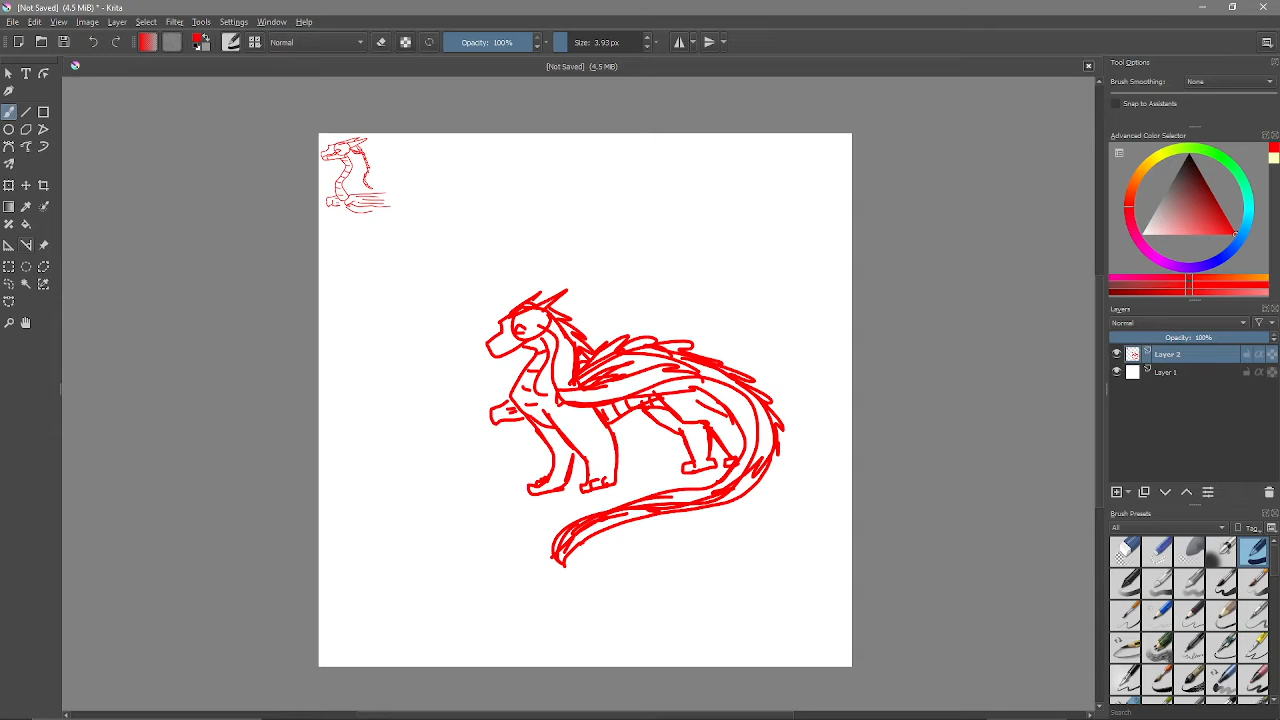 [Not Saved] (4.5 MiB) * - Krita
File Edit View Image Layer Select Filter Tools Settings Window Help
Normal Opacity: 100% Size: 3.93 px
[Not Saved] (4.5 MiB)
Tool Options
Brush Smoothing: None
Snap to Assistants
Advanced Color Selector
Layers
Normal
Opacity: 100%
Layer 2
Layer 1
Brush Presets
All Tag
Search